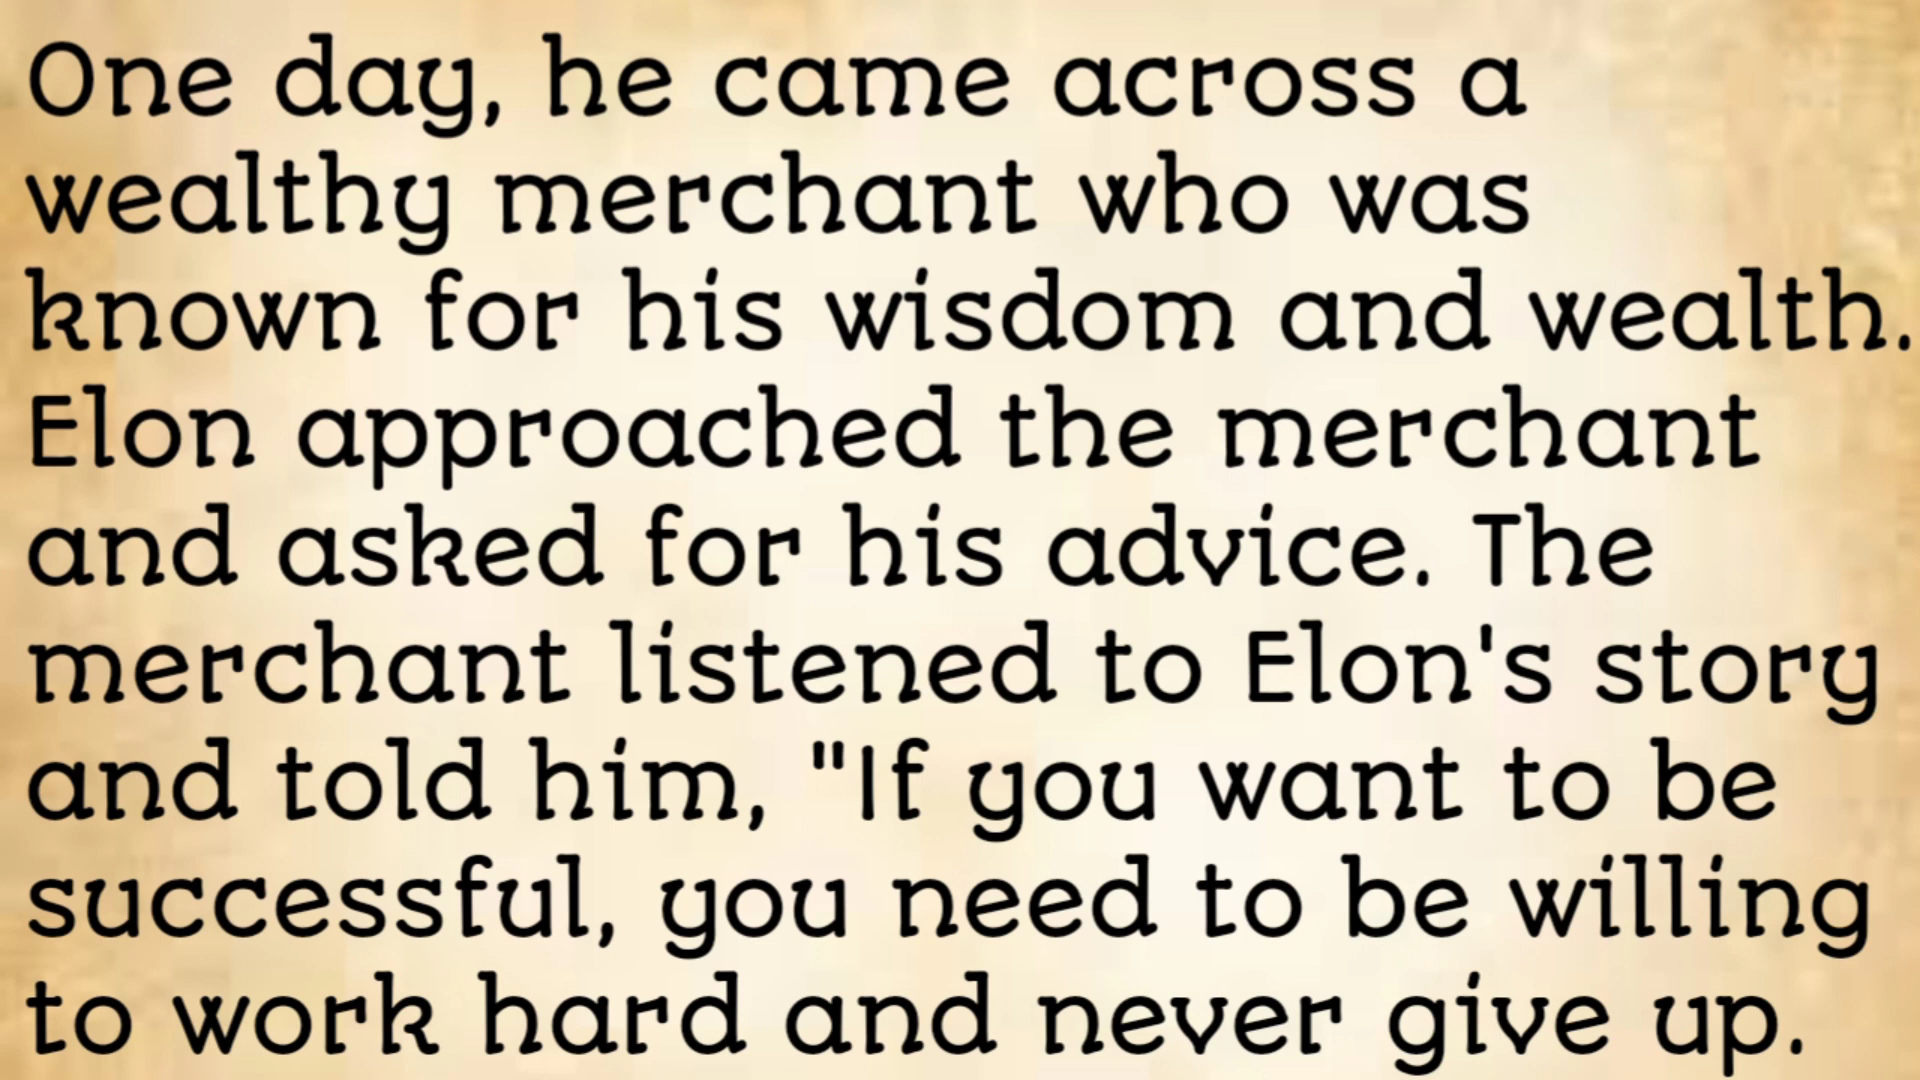 One day, he came across a
wealthy merchant who was
known for his wisdom and wealth.
Elon approached the merchant
and asked for his advice. The
merchant listened to Elon's story
and told him, "If you want to be
successful, you need to be willing
to work hard and never give up.